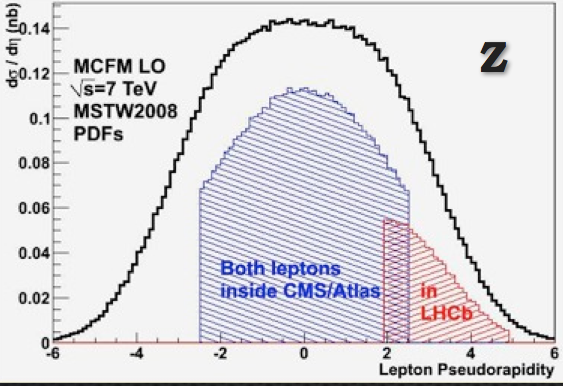 dσ / dη (nb)
0.14
0.12
0.1
0.08
0.06
0.04
0.02
0
MCFM LO
√s=7 TeV
MSTW2008
PDFs
Z
Both leptons
inside CMS/Atlas
in
LHCb
-6 -4 -2 0 2 4 6
Lepton Pseudorapidity